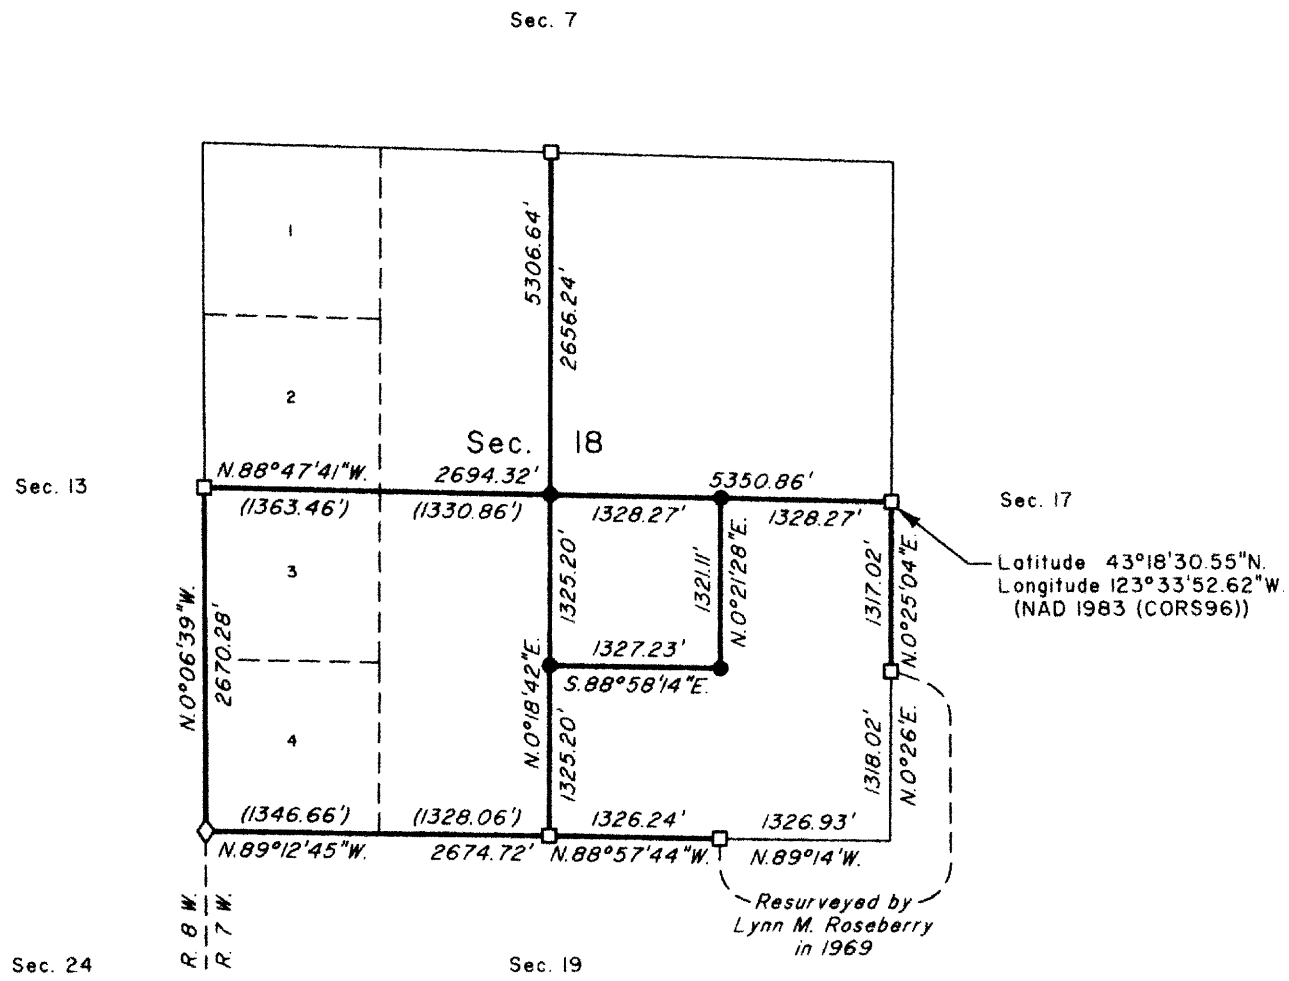 Sec. 7
1
5306.64'
2656.24'
2
Sec. 18
N.88°47'41"W. 2694.32' 5350.86'
Sec. 13
(1363.46') (1330.86') 1328.27' 1328.27'
Sec. 17
Latitude 43°18'30.55"N.
Longitude 123°33'52.62"W.
(NAD 1983 (CORS96))
3
1325.20'
1321.11'
N.0°21'28"E.
1317.02'
N.0°25'04"E.
N.0°06'39"W.
2670.28'
1327.23'
S.88°58'14"E.
4
N.0°18'42"E.
1325.20'
1318.02'
N.0°26'E.
(1346.66') (1328.06') 1326.24' 1326.93'
N.89°12'45"W. 2674.72' N.88°57'44"W. N.89°14'W.
R. 8 W.
R. 7 W.
Resurveyed by
Lynn M. Roseberry
in 1969
Sec. 24
Sec. 19